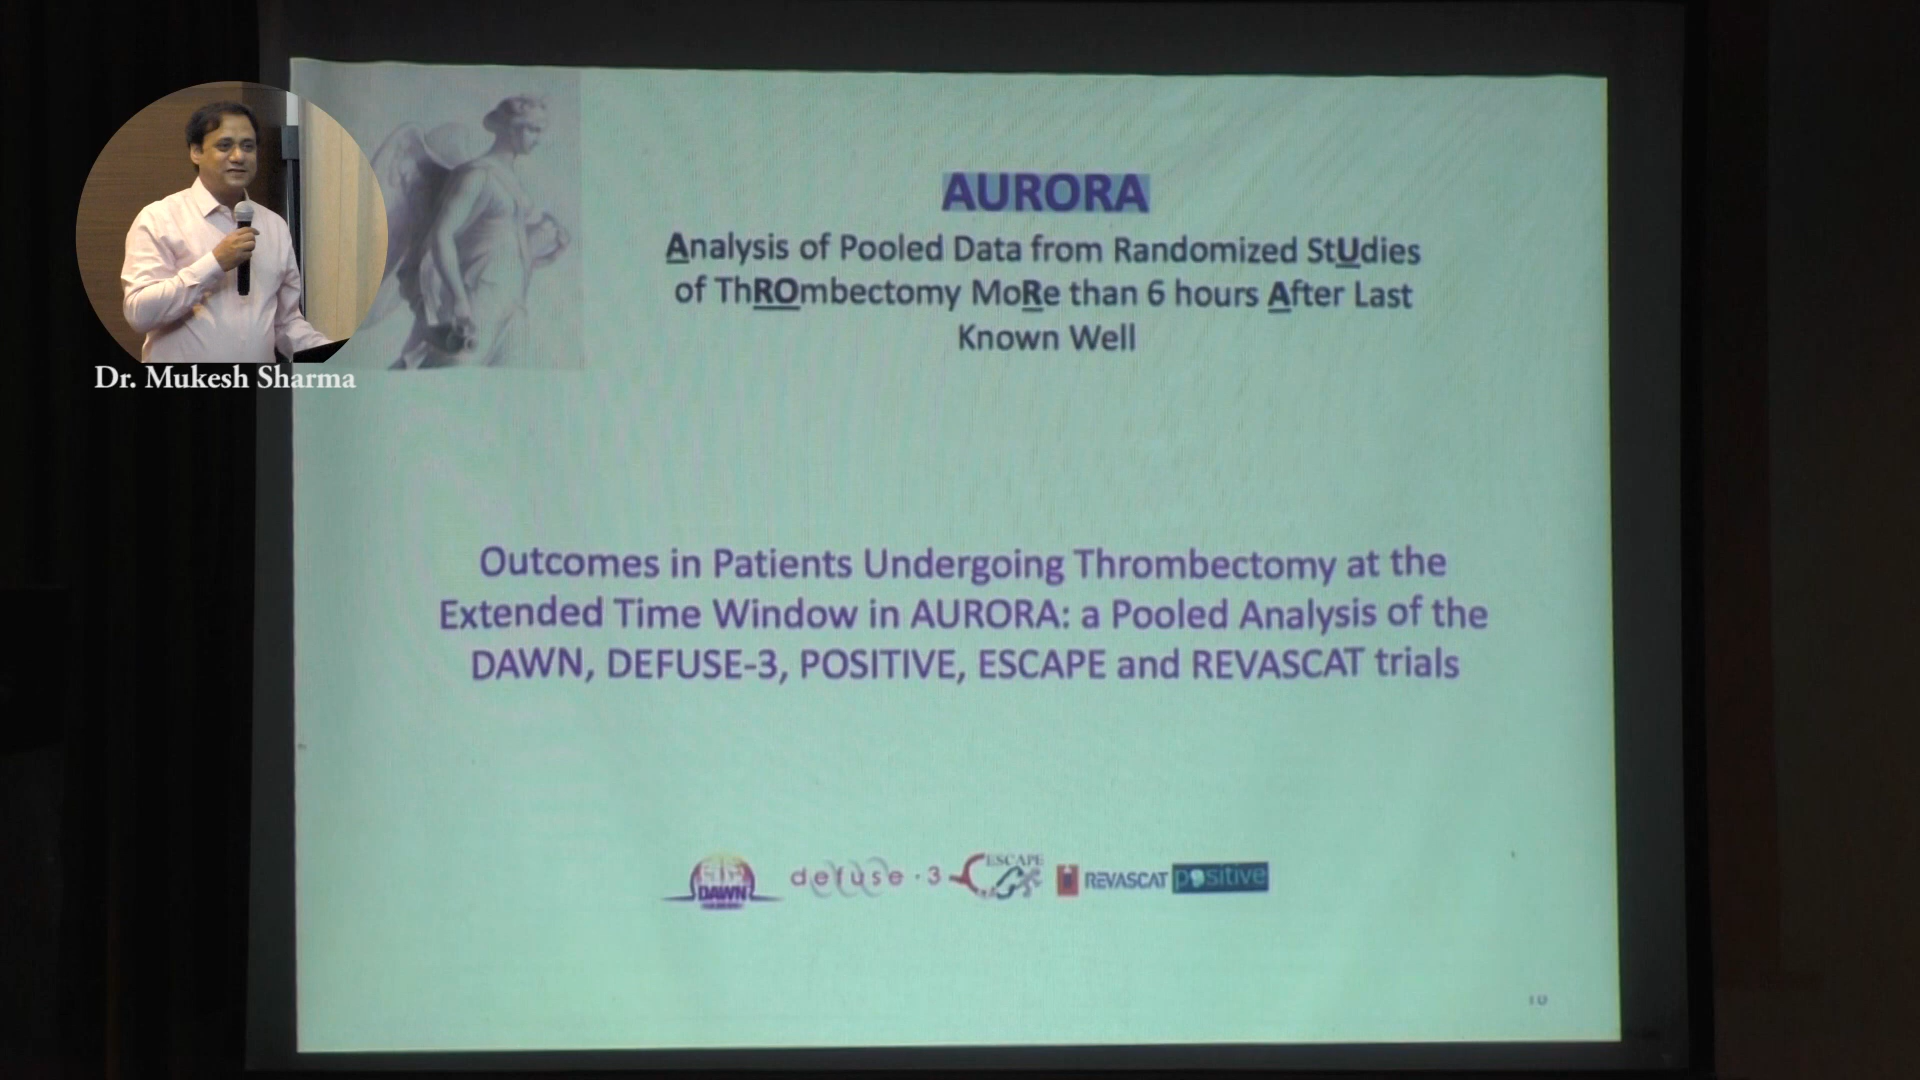 AURORA
Analysis of Pooled Data from Randomized StUdies
of ThROmbectomy MoRe than 6 hours After Last
Known Well
Dr. Mukesh Sharma
Outcomes in Patients Undergoing Thrombectomy at the
Extended Time Window in AURORA: a Pooled Analysis of the
DAWN, DEFUSE-3, POSITIVE, ESCAPE and REVASCAT trials
DAWN
defuse·3
ESCAPE
REVASCAT
positive
10